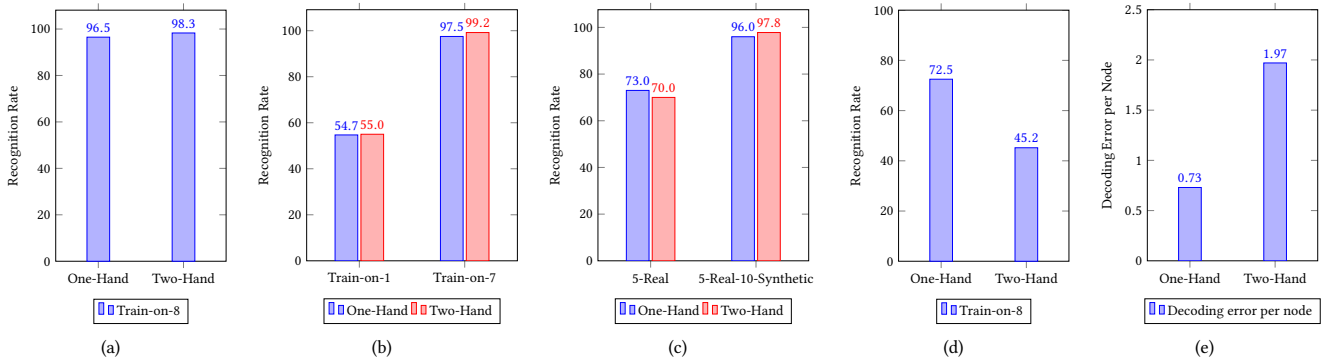 100
80
60
40
20
0
Recognition Rate
96.5
98.3
One-Hand Two-Hand
Train-on-8
(a)
100
80
60
40
20
0
Recognition Rate
54.7 55.0
97.5 99.2
Train-on-1 Train-on-7
One-Hand Two-Hand
(b)
100
80
60
40
20
0
Recognition Rate
73.0 70.0
96.0 97.8
5-Real 5-Real-10-Synthetic
One-Hand Two-Hand
(c)
100
80
60
40
20
0
Recognition Rate
72.5
45.2
One-Hand Two-Hand
Train-on-8
(d)
2.5
2
1.5
1
0.5
0
Decoding Error per Node
0.73
1.97
One-Hand Two-Hand
Decoding error per node
(e)